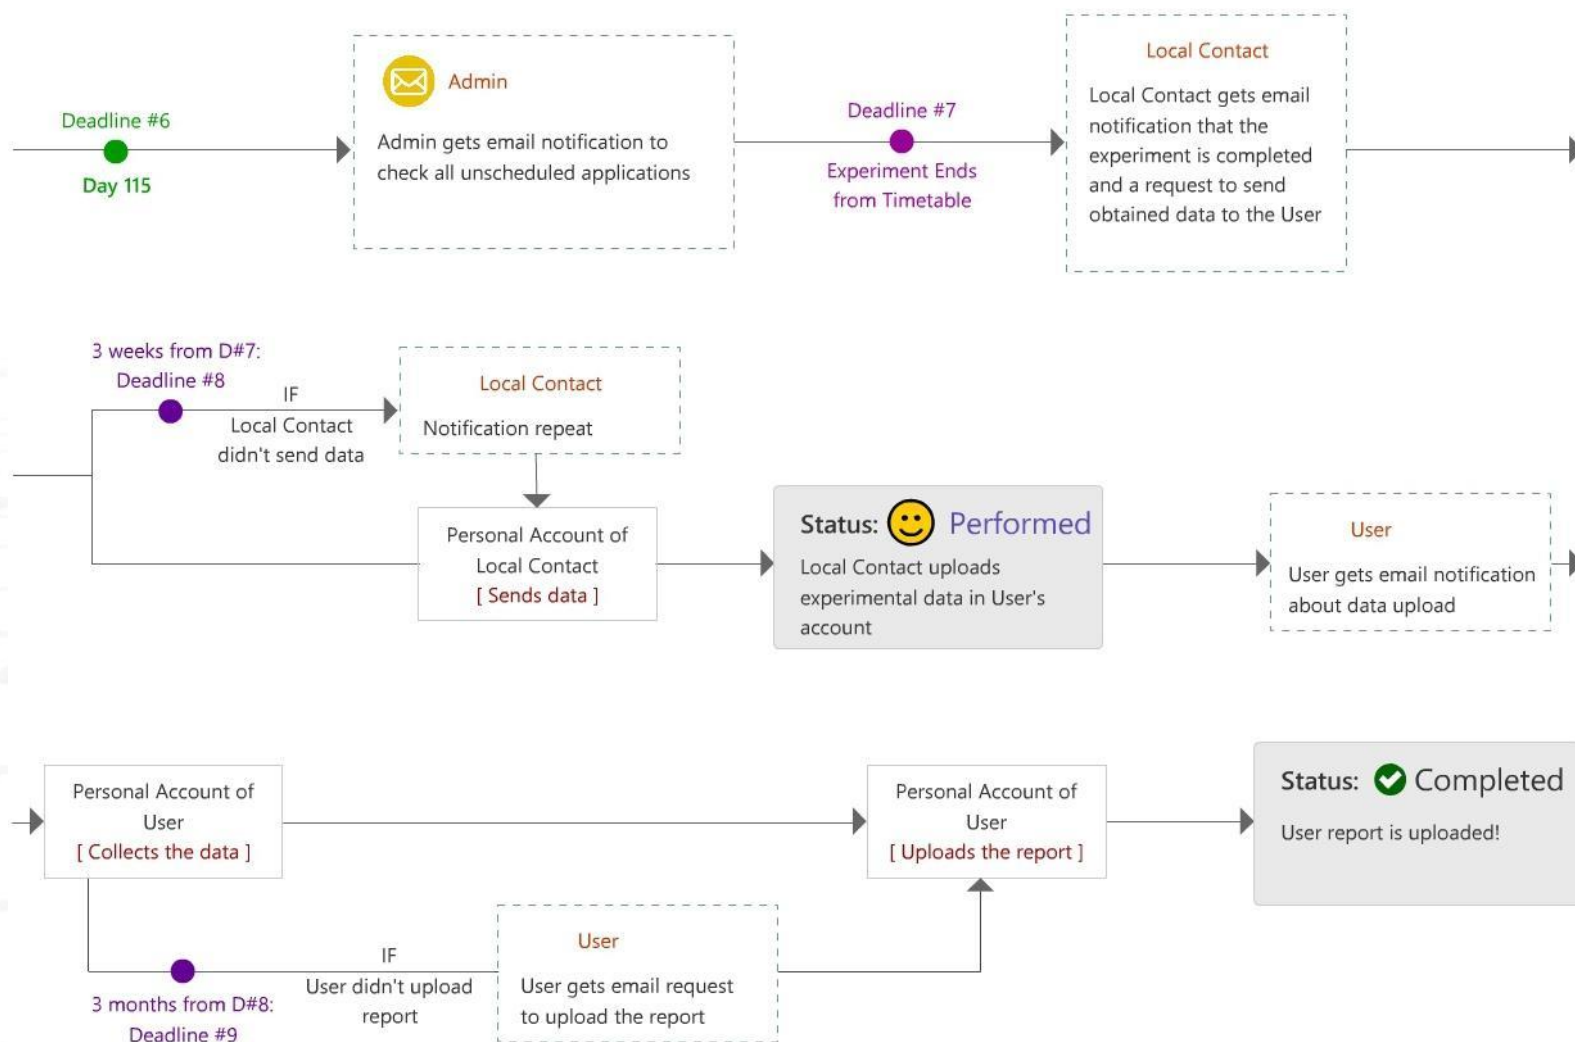 Deadline #6
Day 115
Admin
Admin gets email notification to
check all unscheduled applications
Deadline #7
Experiment Ends
from Timetable
Local Contact
Local Contact gets email
notification that the
experiment is completed
and a request to send
obtained data to the User
3 weeks from D#7:
Deadline #8
IF
Local Contact
didn't send data
Local Contact
Notification repeat
Personal Account of
Local Contact
[ Sends data ]
Status: Performed
Local Contact uploads
experimental data in User's
account
User
User gets email notification
about data upload
Personal Account of
User
[ Collects the data ]
3 months from D#8:
Deadline #9
IF
User didn't upload
report
User
User gets email request
to upload the report
Personal Account of
User
[ Uploads the report ]
Status: Completed
User report is uploaded!